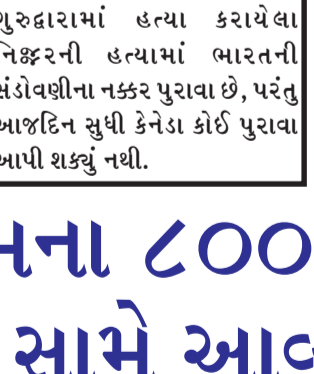 ગુરુદ્વારામાં હત્યા કરાયેલા
નિજ્જરની હત્યામાં ભારતની
સંડોવણીના નક્કર પુરાવા છે, પરંતુ
આજદિન સુધી કેનેડા કોઈ પુરાવા
આપી શક્યું નથી.
૮૦૦
સામે